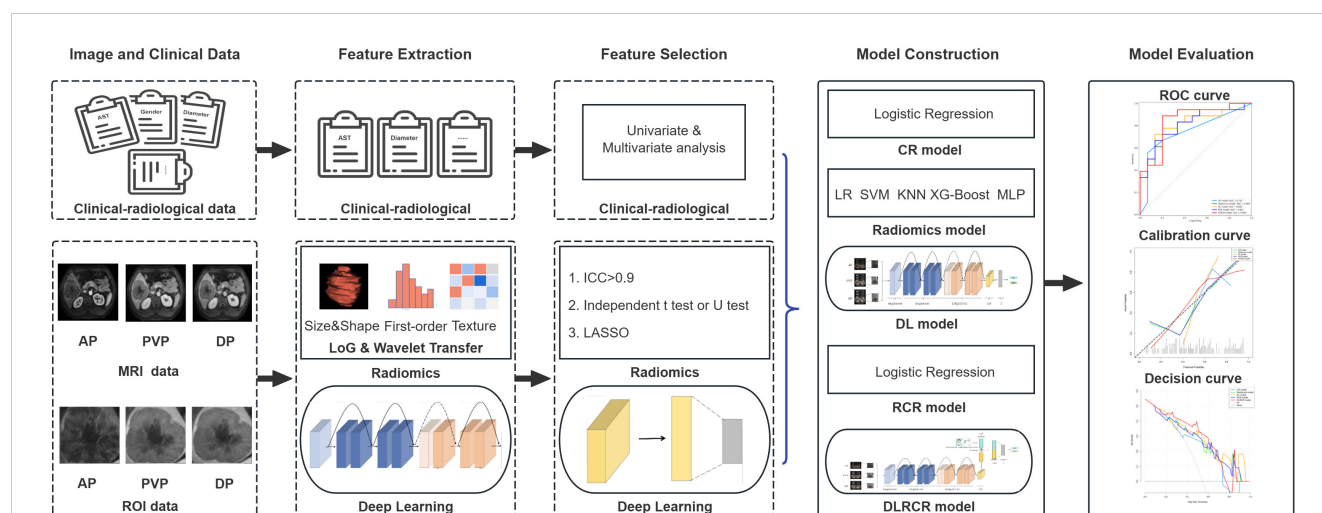 Image and Clinical Data
Feature Extraction
Feature Selection
Model Construction
Model Evaluation
AST
Gender
Diameter
Clinical-radiological data
AST
Diameter
Clinical-radiological
Univariate &
Multivariate analysis
Clinical-radiological
AP
PVP
DP
MRI data
AP
PVP
DP
ROI data
Size&Shape
First-order
Texture
LoG & Wavelet Transfer
Radiomics
Deep Learning
1. ICC>0.9
2. Independent t test or U test
3. LASSO
Radiomics
Deep Learning
Logistic Regression
CR model
LR SVM KNN XG-Boost MLP
Radiomics model
DL model
Logistic Regression
RCR model
DLRCR model
ROC curve
Calibration curve
Decision curve